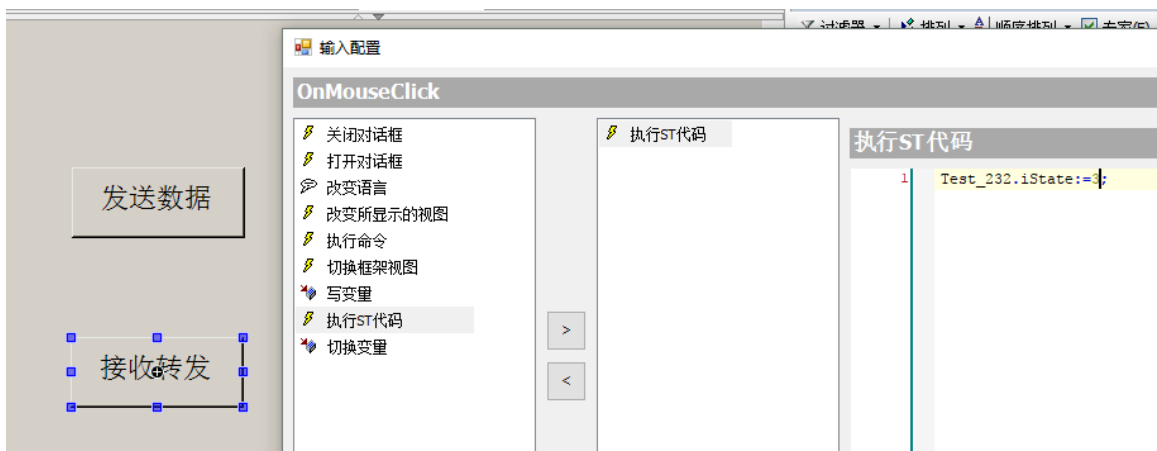 过滤器 排列 顺序排列 专家(F)
输入配置
OnMouseClick
关闭对话框
打开对话框
改变语言
改变所显示的视图
执行命令
切换框架视图
写变量
执行ST代码
切换变量
>
<
执行ST代码
执行ST代码
1 Test_232.iState:=3;
发送数据
接收转发